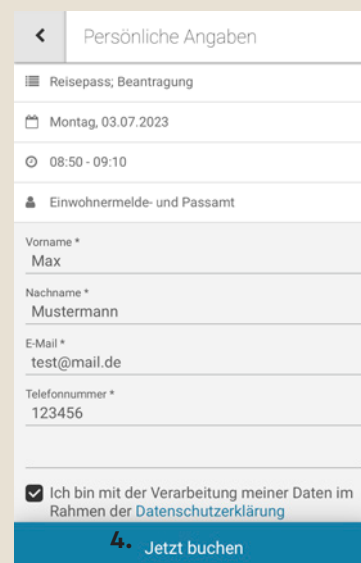 Persönliche Angaben
Reisepass; Beantragung
Montag, 03.07.2023
08:50 - 09:10
Einwohnermelde- und Passamt
Vorname *
Max
Nachname *
Mustermann
E-Mail *
test@mail.de
Telefonnummer *
123456
Ich bin mit der Verarbeitung meiner Daten im
Rahmen der Datenschutzerklärung
4. Jetzt buchen